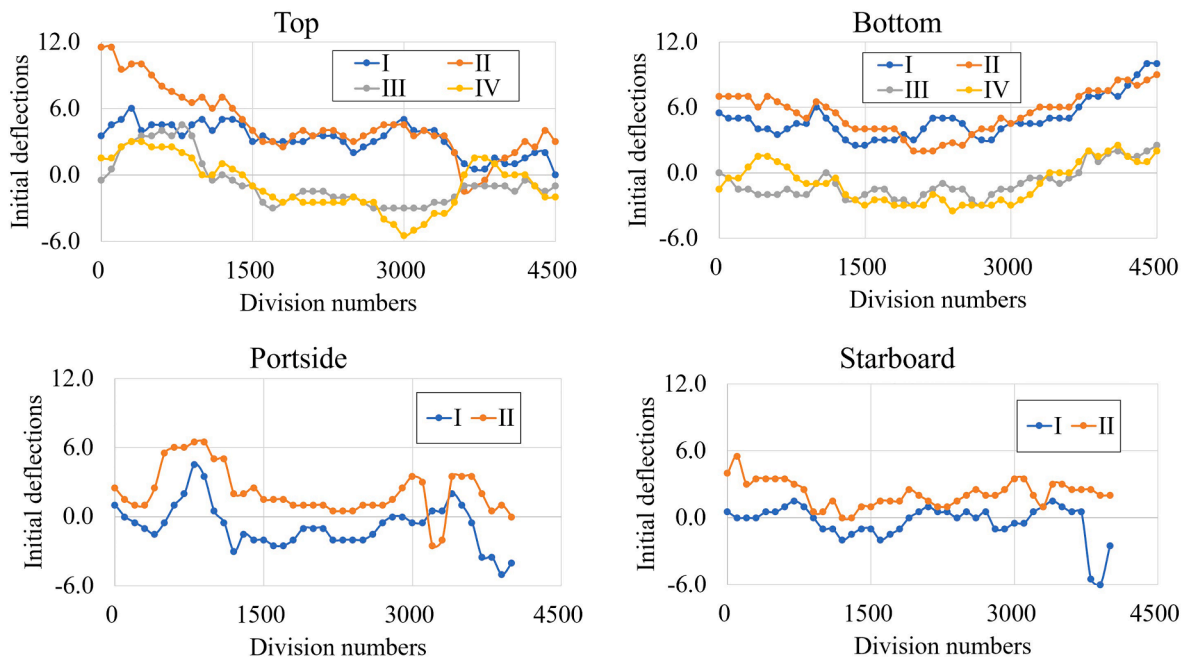 Top
Initial deflections
12.0
6.0
0.0
-6.0
I II
III IV
0 1500 3000 4500
Division numbers
Bottom
Initial deflections
12.0
6.0
0.0
-6.0
I II
III IV
0 1500 3000 4500
Division numbers
Portside
Initial deflections
12.0
6.0
0.0
-6.0
I II
0 1500 3000 4500
Division numbers
Starboard
Initial deflections
12.0
6.0
0.0
-6.0
I II
0 1500 3000 4500
Division numbers